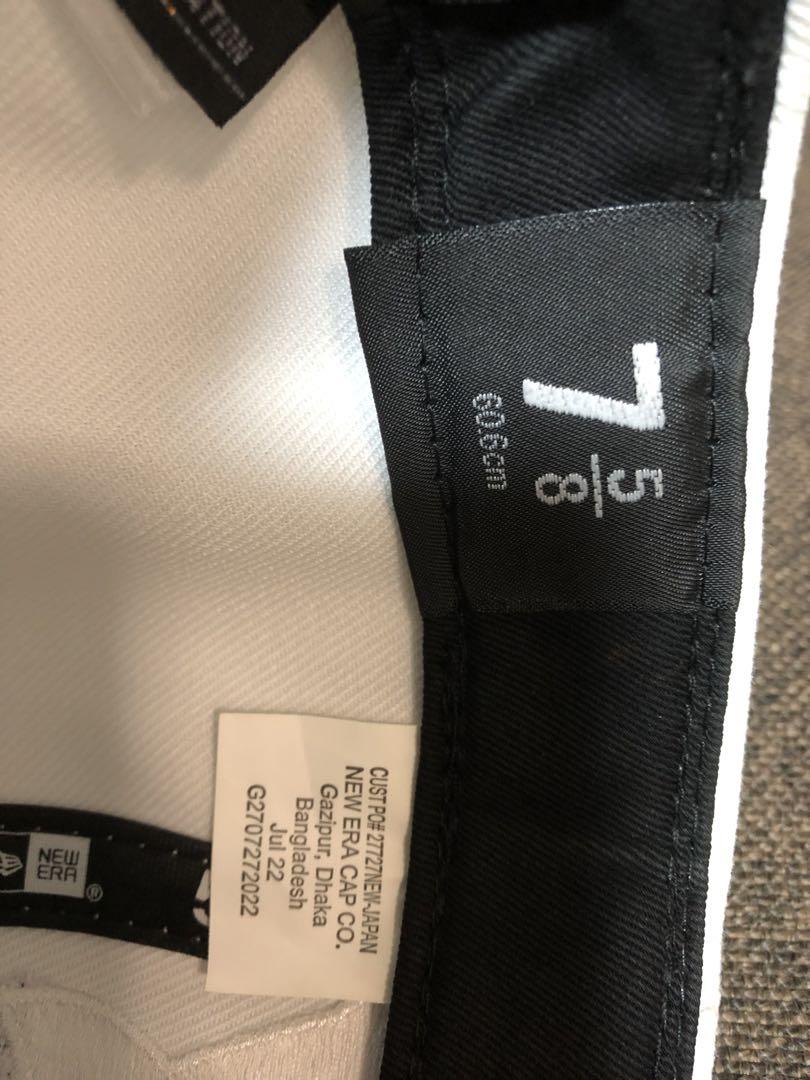 7 5/8
60.6cm
CUST PO# 27727NEW-JAPAN
NEW ERA CAP CO.
Gazipur, Dhaka
Bangladesh
Jul 22
G2707272022
NEW
ERA
®